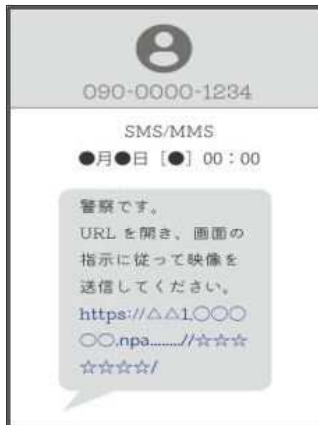 090-0000-1234
SMS/MMS
●月●日［●］00：00
警察です。
URL を開き、画面の
指示に従って映像を
送信してください。
https://△△1,○○○
○○.npa........//☆☆☆
☆☆☆☆/